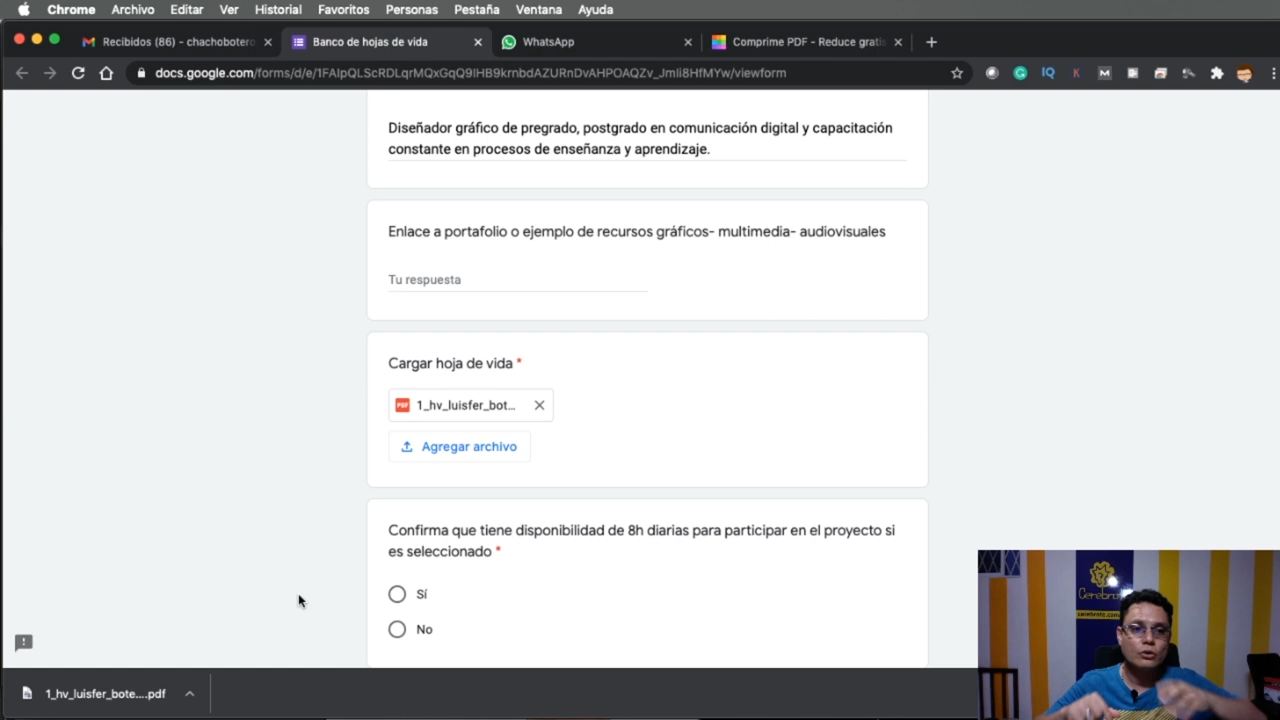 Chrome Archivo Editar Ver Historial Favoritos Personas Pestaña Ventana Ayuda
Recibidos (86) - chachobotero
Banco de hojas de vida
WhatsApp
Comprime PDF - Reduce gratis
docs.google.com/forms/d/e/1FAIpQLScRDLqrMQxGqQ9IHB9krnbdAZURnDvAHPOAQZv_Jmli8HfMYw/viewform
Diseñador gráfico de pregrado, postgrado en comunicación digital y capacitación
constante en procesos de enseñanza y aprendizaje.
Enlace a portafolio o ejemplo de recursos gráficos- multimedia- audiovisuales
Tu respuesta
Cargar hoja de vida *
PDF 1_hv_luisfer_bot...
Agregar archivo
Confirma que tiene disponibilidad de 8h diarias para participar en el proyecto si
es seleccionado *
Sí
No
1_hv_luisfer_bote....pdf